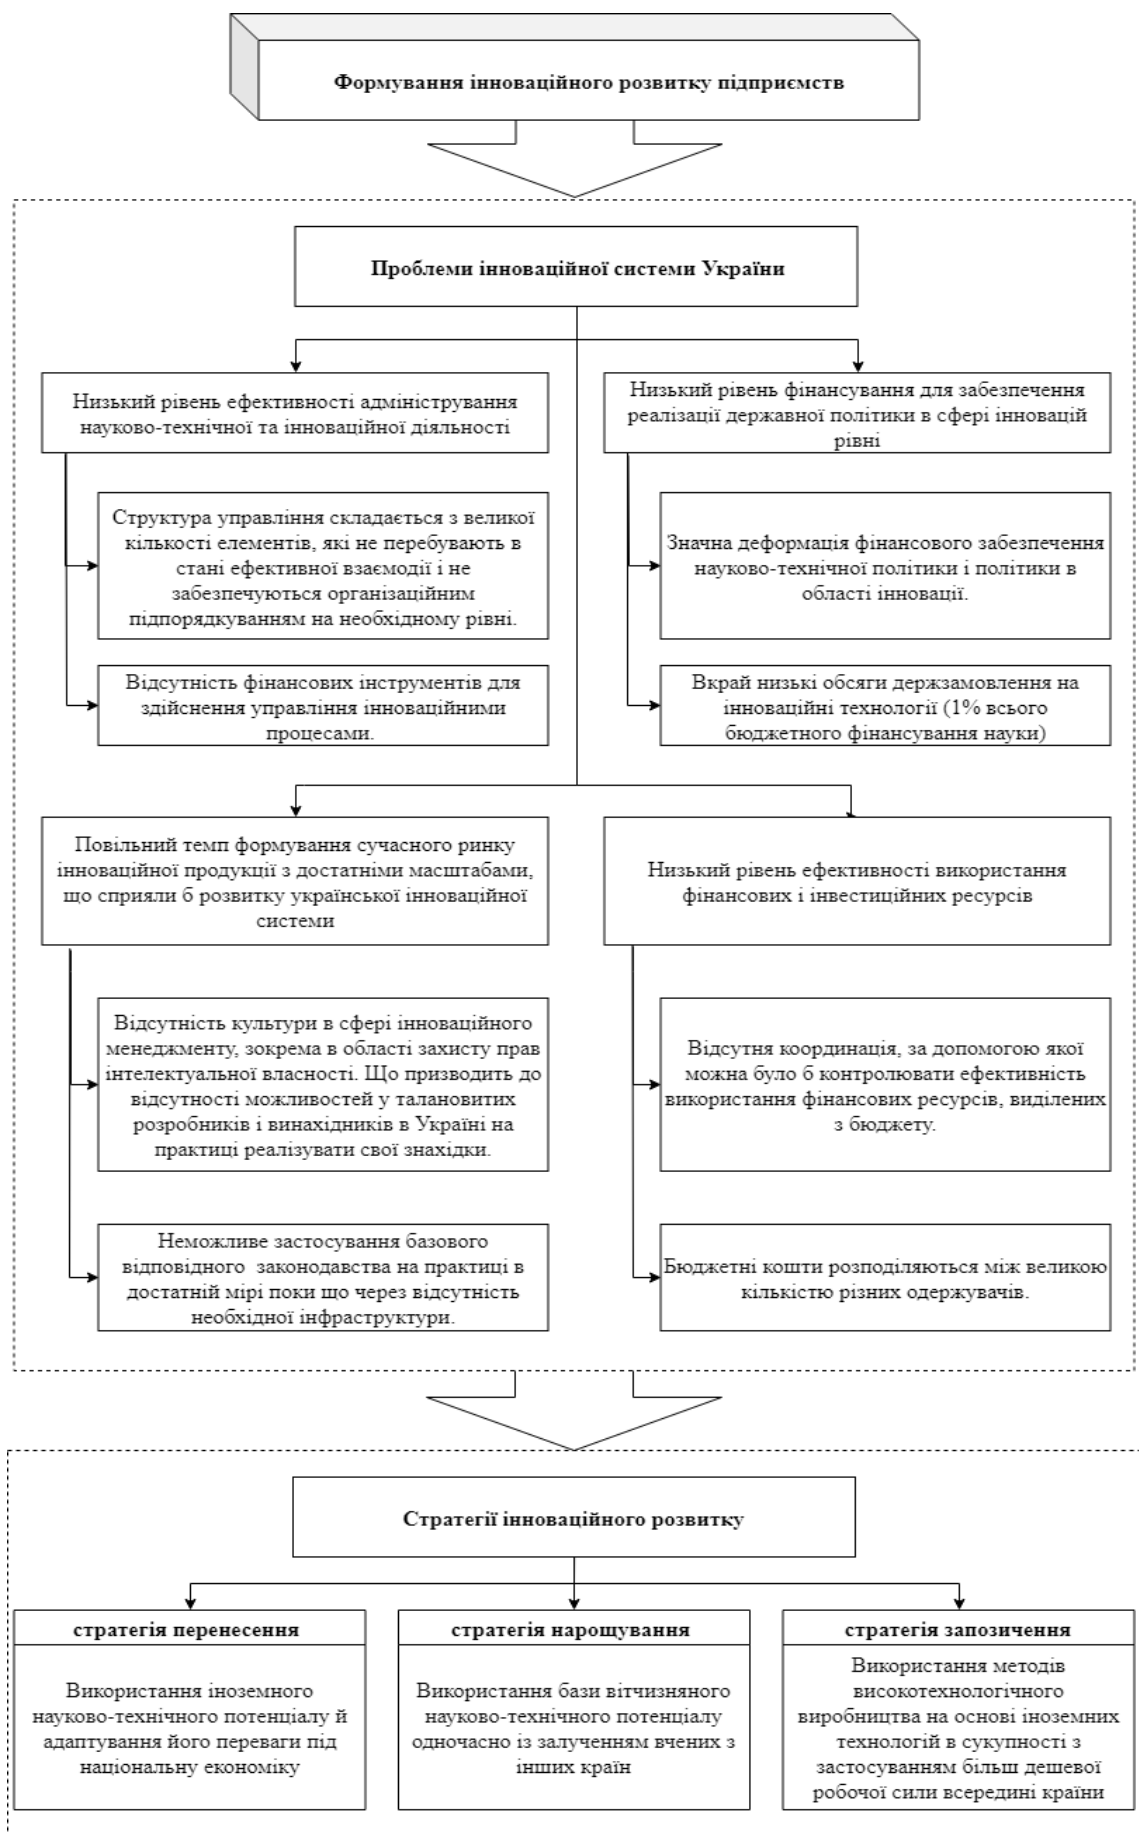 Формування інноваційного розвитку підприємств
Проблеми інноваційної системи України
Низький рівень ефективності адміністрування
науково-технічної та інноваційної діяльності
Низький рівень фінансування для забезпечення
реалізації державної політики в сфері інновацій
рівні
Структура управління складається з великої
кількості елементів, які не перебувають в
стані ефективної взаємодії і не
забезпечуються організаційним
підпорядкуванням на необхідному рівні.
Значна деформація фінансового забезпечення
науково-технічної політики і політики в
області інновації.
Відсутність фінансових інструментів для
здійснення управління інноваційними
процесами.
Вкрай низькі обсяги держзамовлення на
інноваційні технології (1% всього
бюджетного фінансування науки)
Повільний темп формування сучасного ринку
інноваційної продукції з достатніми масштабами,
що сприяли б розвитку української інноваційної
системи
Низький рівень ефективності використання
фінансових і інвестиційних ресурсів
Відсутність культури в сфері інноваційного
менеджменту, зокрема в області захисту прав
інтелектуальної власності. Що призводить до
відсутності можливостей у талановитих
розробників і винахідників в Україні на
практиці реалізувати свої знахідки.
Відсутня координація, за допомогою якої
можна було б контролювати ефективність
використання фінансових ресурсів, виділених
з бюджету.
Неможливе застосування базового
відповідного законодавства на практиці в
достатній мірі поки що через відсутність
необхідної інфраструктури.
Бюджетні кошти розподіляються між великою
кількістю різних одержувачів.
Стратегії інноваційного розвитку
стратегія перенесення
Використання іноземного
науково-технічного потенціалу й
адаптування його переваги під
національну економіку
стратегія нарощування
Використання бази вітчизняного
науково-технічного потенціалу
одночасно із залученням вчених з
інших країн
стратегія запозичення
Використання методів
високотехнологічного
виробництва на основі іноземних
технологій в сукупності з
застосуванням більш дешевої
робочої сили всередині країни